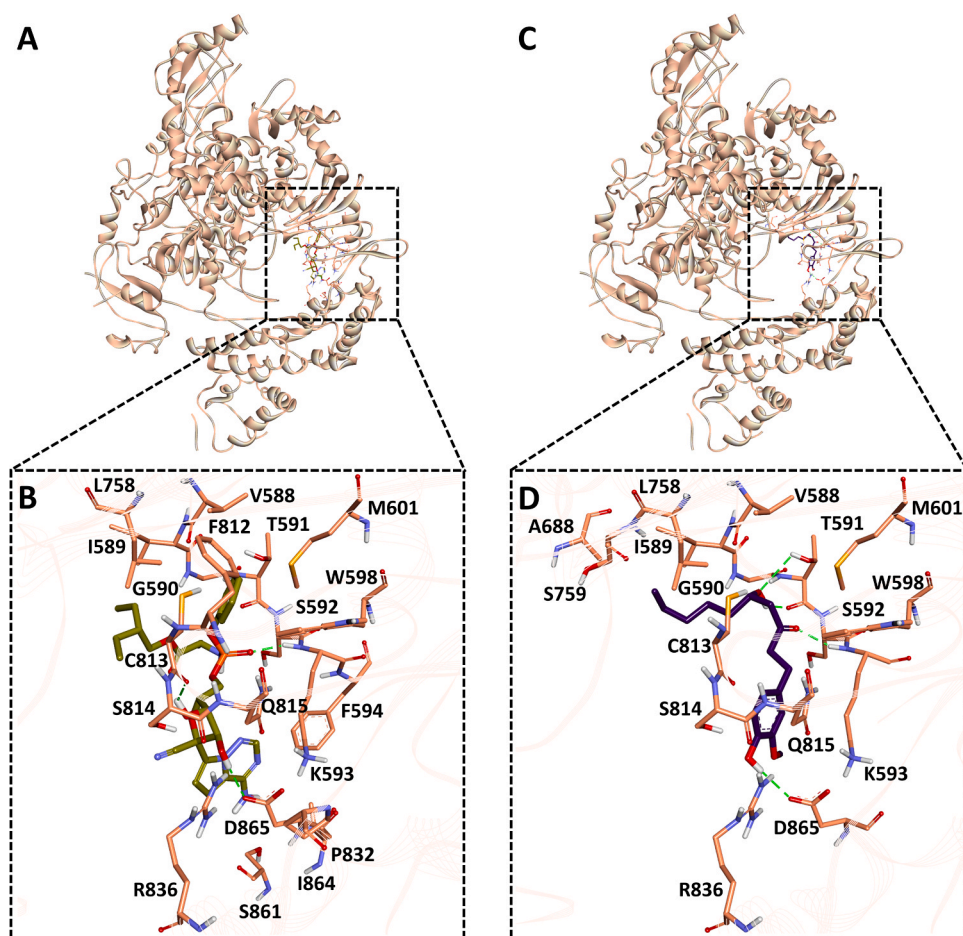 A
C
B
L758
V588
F812
T591
M601
I589
G590
W598
S592
C813
S814
Q815
F594
K593
D865
P832
I864
R836
S861
D
L758
V588
M601
A688
T591
I589
S759
G590
W598
S592
C813
S814
Q815
K593
D865
R836